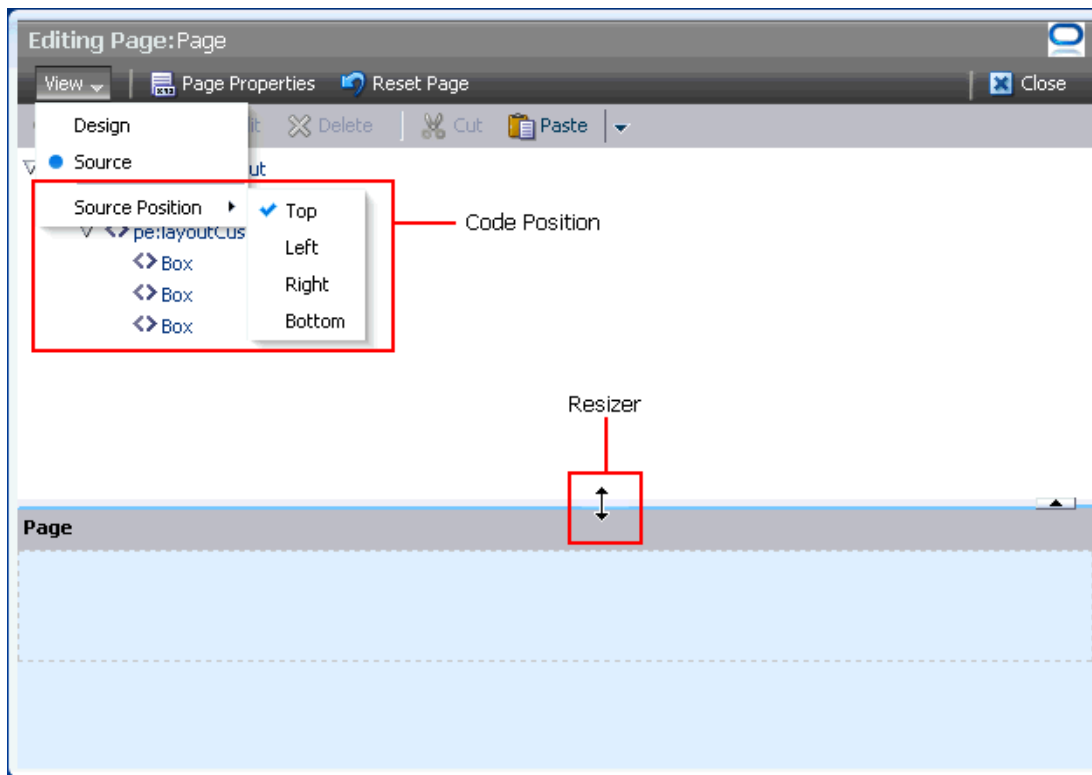 Editing Page:Page
View Page Properties Reset Page Close
Design
Delete Cut Paste
Source
Source Position
Top
Code Position
pe:layoutCus
Left
Box
Right
Box
Bottom
Box
Resizer
Page